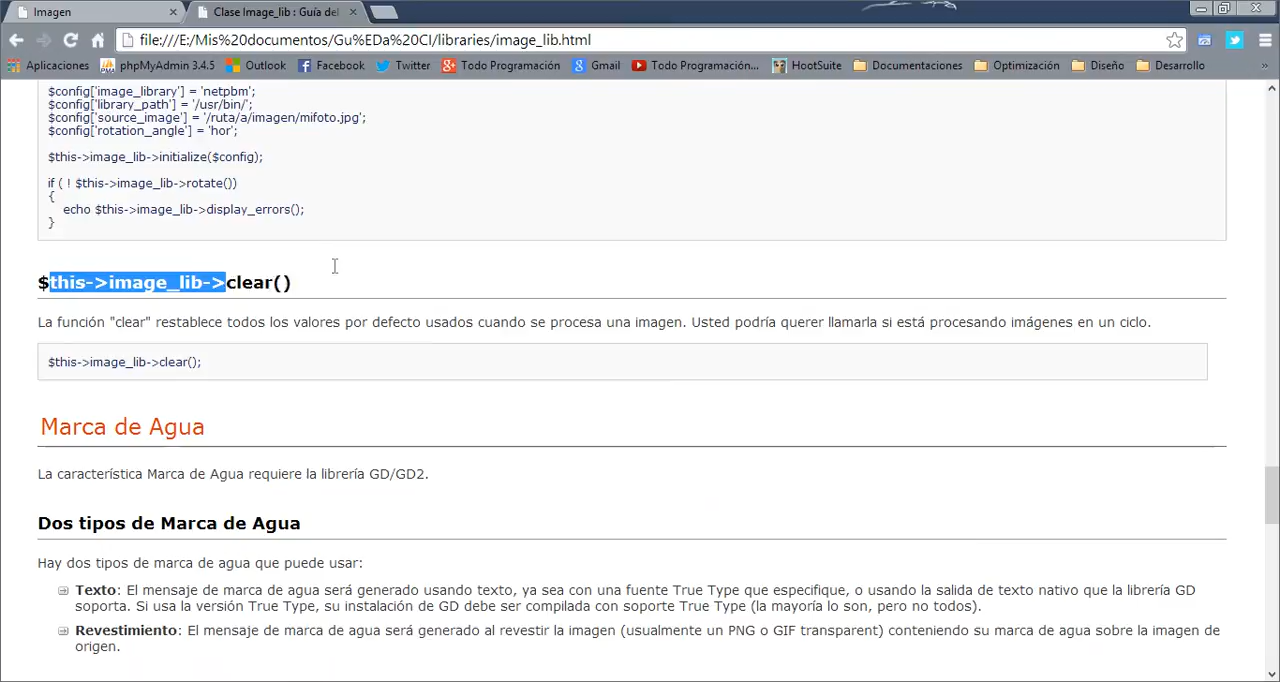 Imagen
Clase Image_lib : Guía del
file:///E:/Mis%20documentos/Gu%EDa%20CI/libraries/image_lib.html
Aplicaciones phpMyAdmin 3.4.5 Outlook Facebook Twitter Todo Programación Gmail Todo Programación... HootSuite Documentaciones Optimización Diseño Desarrollo »
$config['image_library'] = 'netpbm';
$config['library_path'] = '/usr/bin/';
$config['source_image'] = '/ruta/a/imagen/mifoto.jpg';
$config['rotation_angle'] = 'hor';
$this->image_lib->initialize($config);
if ( ! $this->image_lib->rotate())
{
echo $this->image_lib->display_errors();
}
$this->image_lib->clear()
La función "clear" restablece todos los valores por defecto usados cuando se procesa una imagen. Usted podría querer llamarla si está procesando imágenes en un ciclo.
$this->image_lib->clear();
Marca de Agua
La característica Marca de Agua requiere la librería GD/GD2.
Dos tipos de Marca de Agua
Hay dos tipos de marca de agua que puede usar:
Texto: El mensaje de marca de agua será generado usando texto, ya sea con una fuente True Type que especifique, o usando la salida de texto nativo que la librería GD
soporta. Si usa la versión True Type, su instalación de GD debe ser compilada con soporte True Type (la mayoría lo son, pero no todos).
Revestimiento: El mensaje de marca de agua será generado al revestir la imagen (usualmente un PNG o GIF transparent) conteniendo su marca de agua sobre la imagen de
origen.